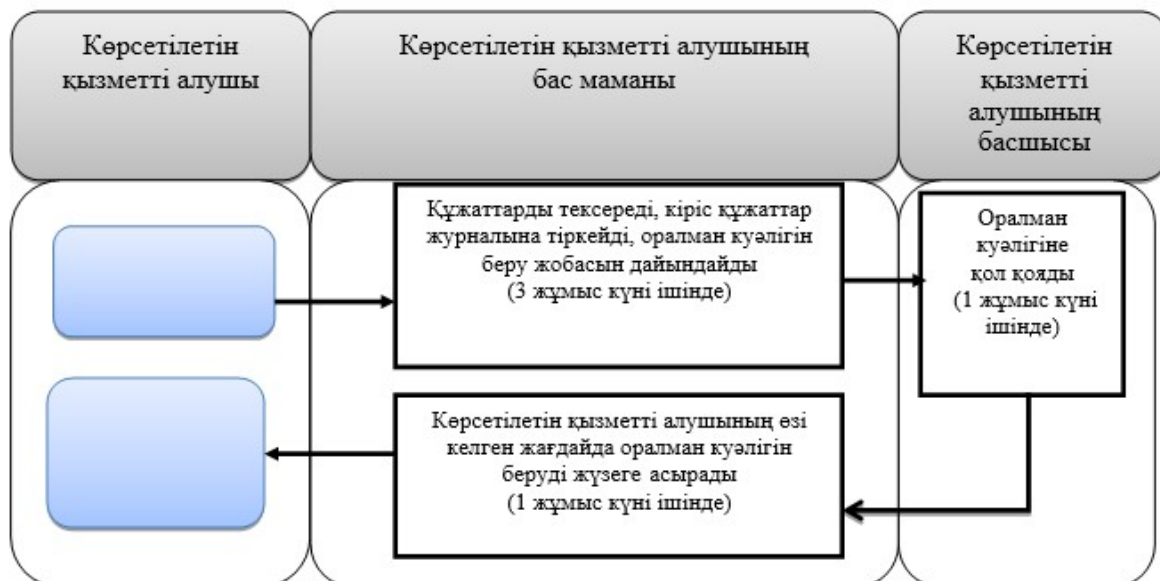 Көрсетілетін
қызметті алушы
Көрсетілетін қызметті алушының
бас маманы
Көрсетілетін
қызметті
алушының
басшысы
Құжаттарды тексереді, кіріс құжаттар
журналына тіркейді, оралман куәлігін
беру жобасын дайындайды
(3 жұмыс күні ішінде)
Оралман
куәлігіне
қол қояды
(1 жұмыс күні
ішінде)
Көрсетілетін қызметті алушының өзі
келген жағдайда оралман куәлігін
беруді жүзеге асырады
(1 жұмыс күні ішінде)